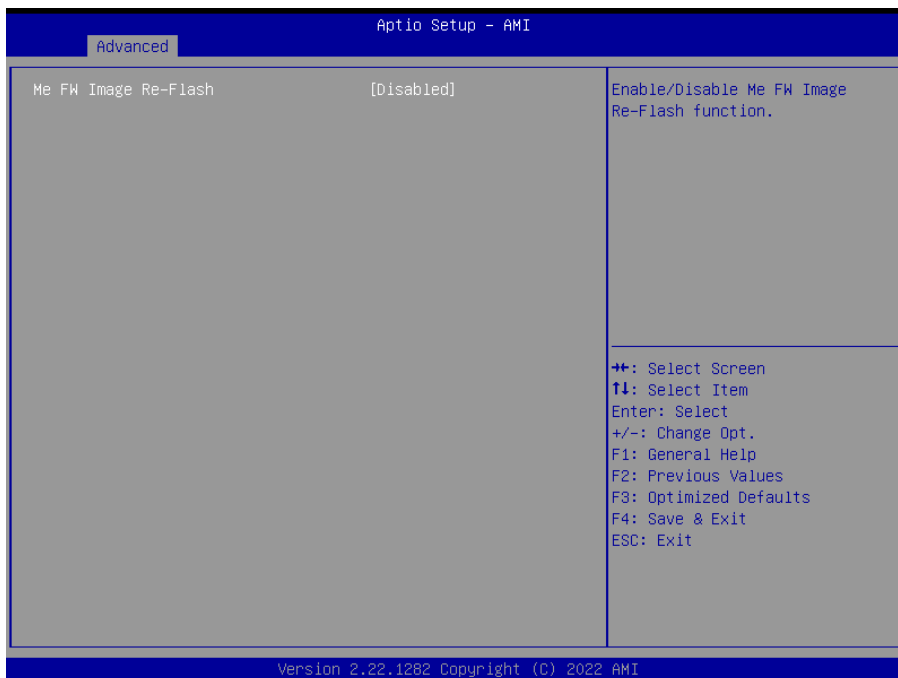 Aptio Setup – AMI
Advanced
Me FW Image Re-Flash [Disabled]
Enable/Disable Me FW Image
Re-Flash function.
→←: Select Screen
↑↓: Select Item
Enter: Select
+/-: Change Opt.
F1: General Help
F2: Previous Values
F3: Optimized Defaults
F4: Save & Exit
ESC: Exit
Version 2.22.1282 Copyright (C) 2022 AMI